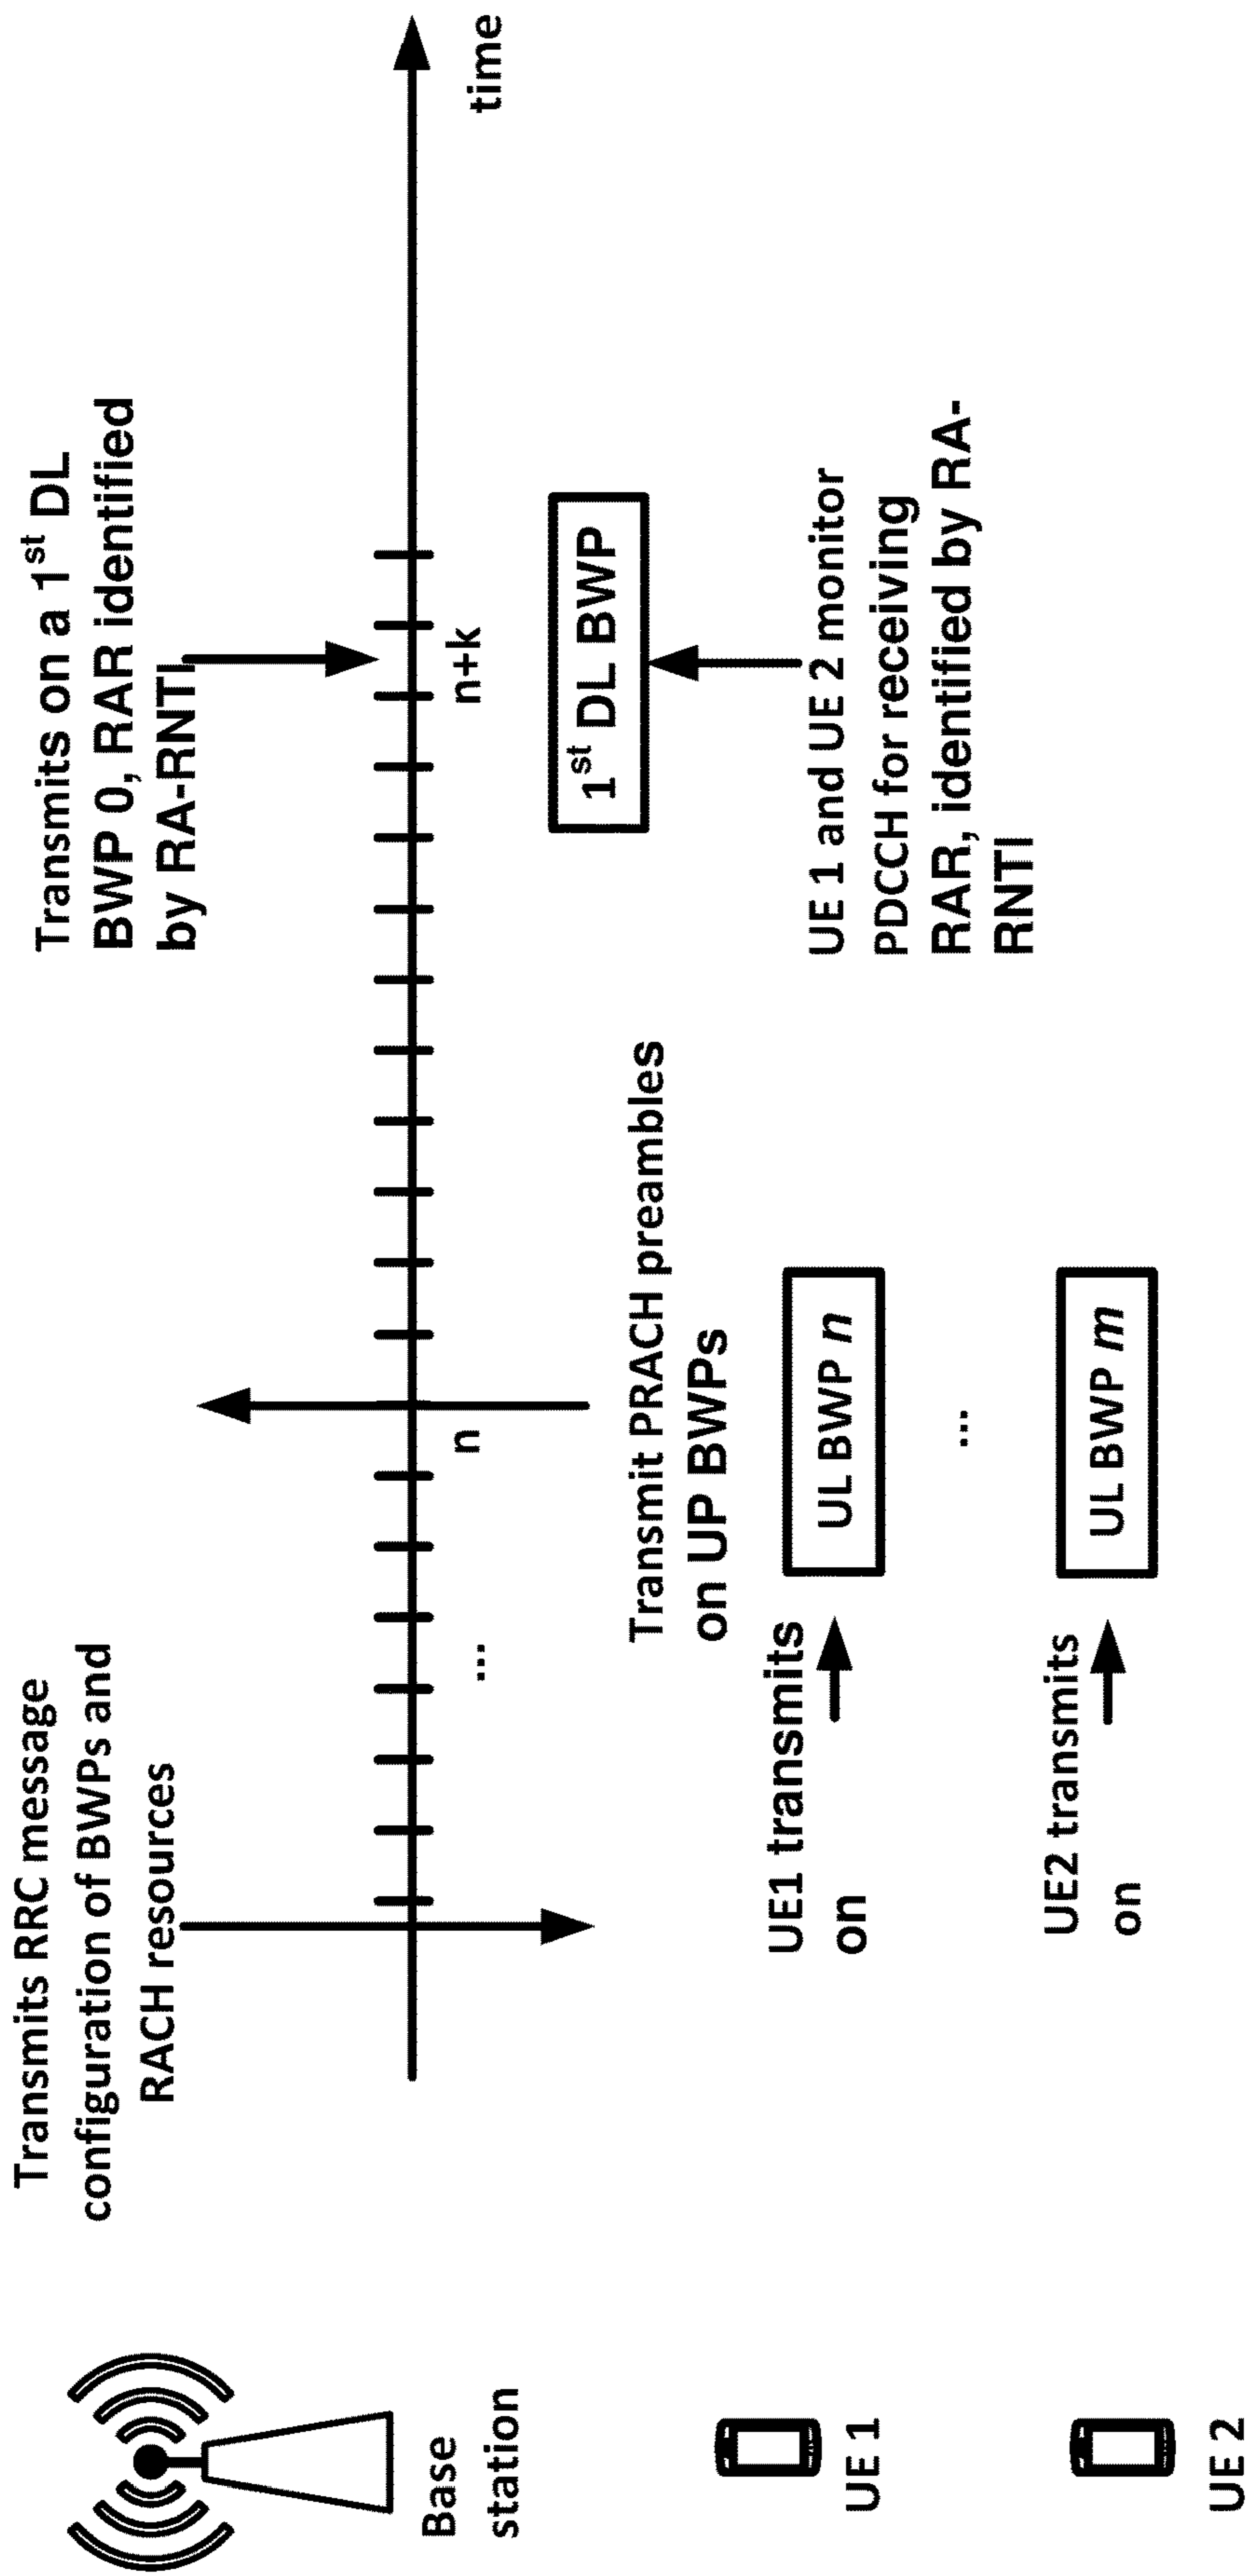 Transmits RRC message
configuration of BWPs and
RACH resources
Transmits on a 1st DL
BWP 0, RAR identified
by RA-RNTI
Base
station
...
n
n+k
time
Transmit PRACH preambles
on UP BWPs
1st DL BWP
UE1 transmits
on
UL BWP n
...
UE 1 and UE 2 monitor
PDCCH for receiving
RAR, identified by RA-
RNTI
UE 1
UE2 transmits
on
UL BWP m
UE 2